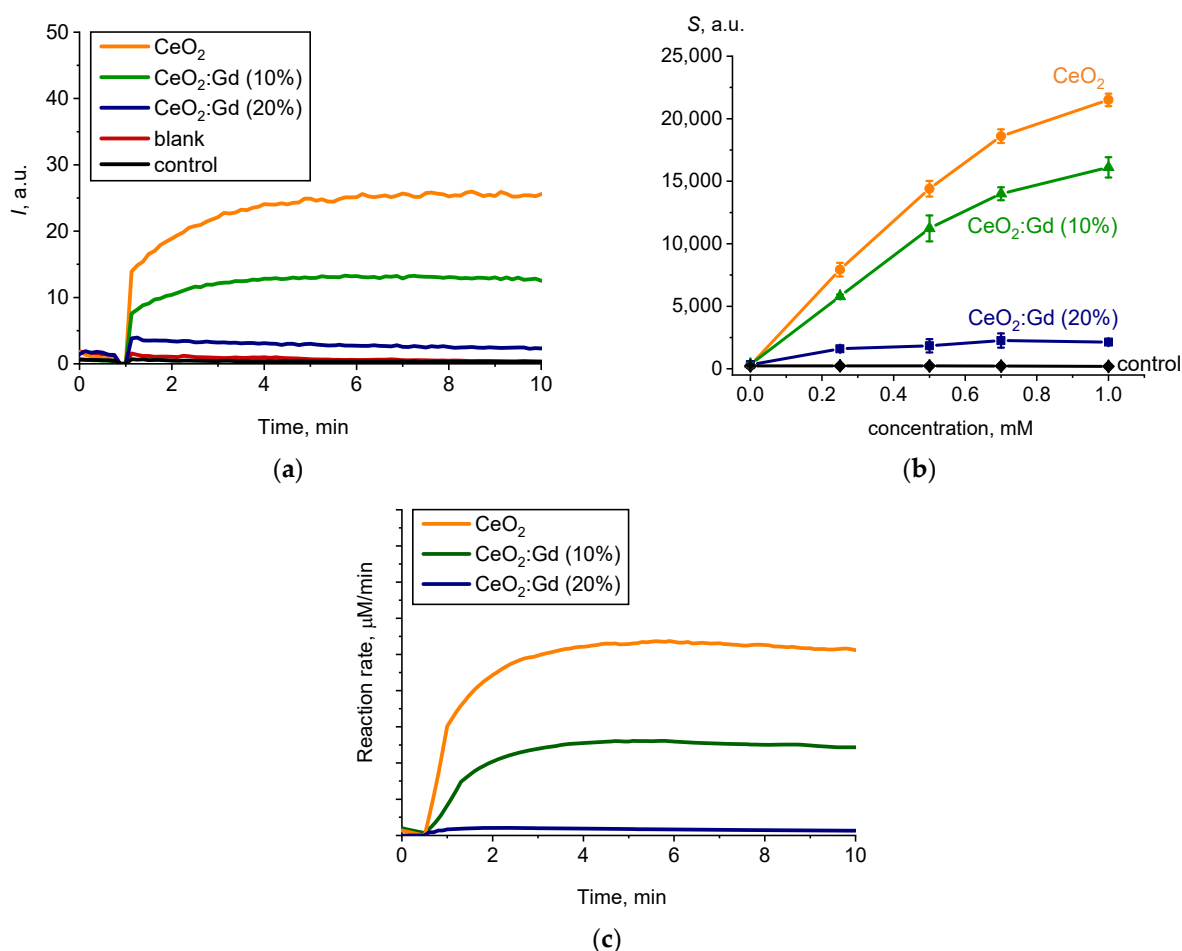 50
40
30
20
10
0
I, a.u.
CeO₂
CeO₂:Gd (10%)
CeO₂:Gd (20%)
blank
control
0 2 4 6 8 10
Time, min
(a)
S, a.u.
25,000
20,000
15,000
10,000
5,000
0
CeO₂
CeO₂:Gd (10%)
CeO₂:Gd (20%)
control
0.0 0.2 0.4 0.6 0.8 1.0
concentration, mM
(b)
Reaction rate, μM/min
CeO₂
CeO₂:Gd (10%)
CeO₂:Gd (20%)
0 2 4 6 8 10
Time, min
(c)